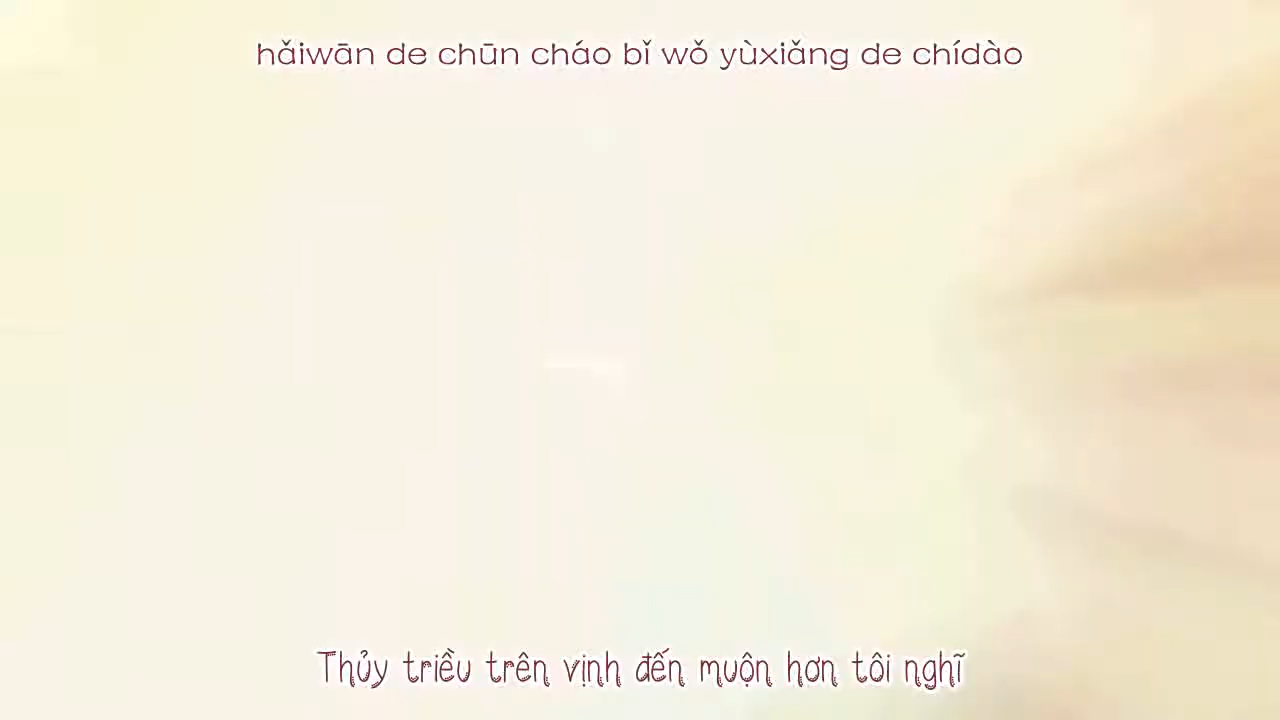 hǎiwān de chūn cháo bǐ wǒ yùxiǎng de chídào
Thủy triều trên vịnh đến muộn hơn tôi nghĩ